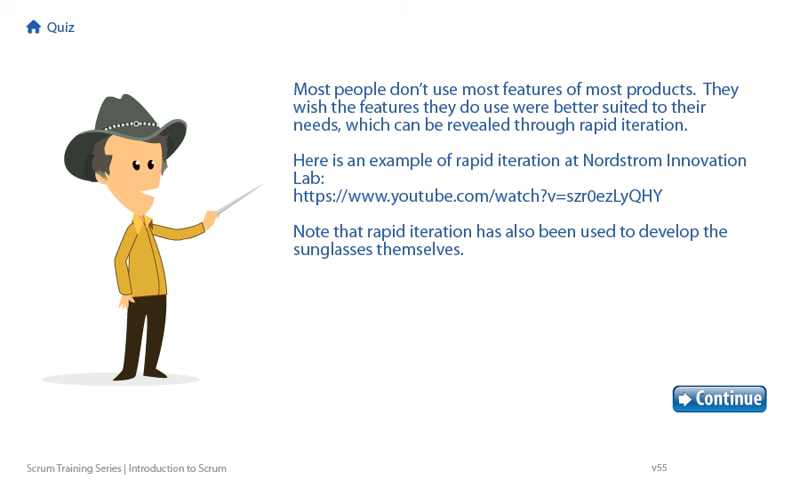 Quiz
Most people don’t use most features of most products.  They
wish the features they do use were better suited to their
needs, which can be revealed through rapid iteration.
Here is an example of rapid iteration at Nordstrom Innovation
Lab:
https://www.youtube.com/watch?v=szr0ezLyQHY
Note that rapid iteration has also been used to develop the
sunglasses themselves.
Continue
Scrum Training Series | Introduction to Scrum
v55